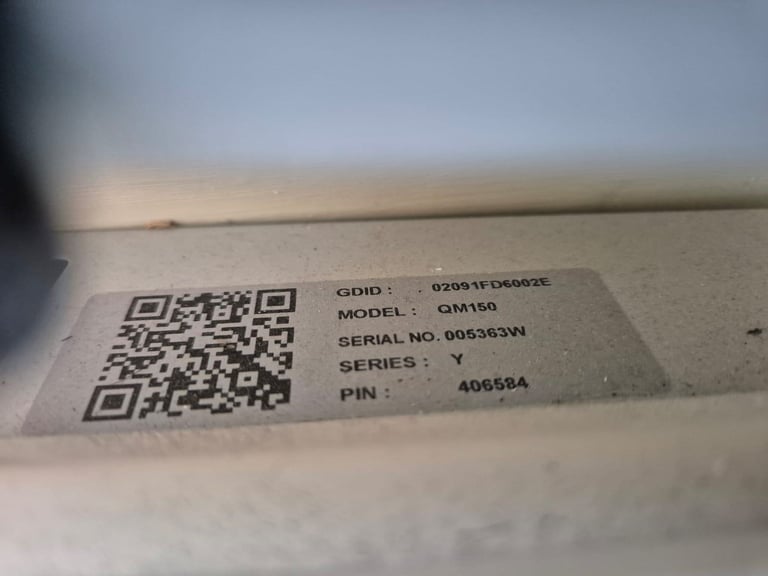 GDID : 02091FD6002E
MODEL : QM150
SERIAL NO. 005363W
SERIES : Y
PIN : 406584